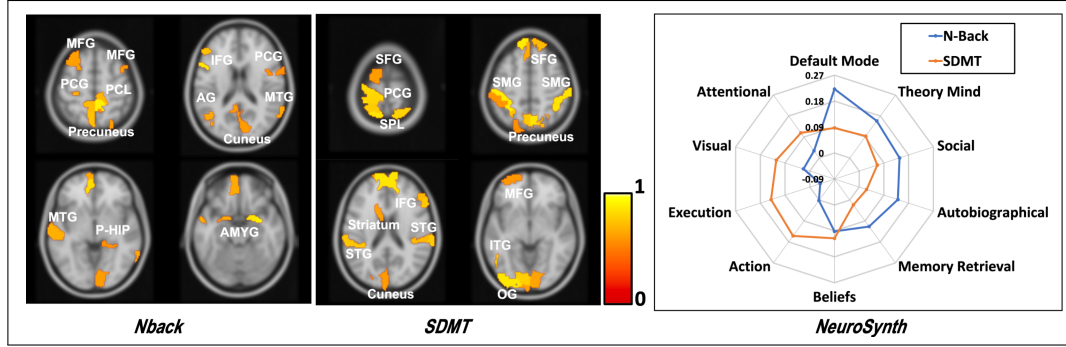 MFG
MFG
PCG
PCL
Precuneus
IFG
PCG
AG
MTG
Cuneus
MTG
P-HIP
AMYG
Nback
SFG
PCG
SPL
SFG
SMG
SMG
Precuneus
IFG
Striatum
STG
STG
Cuneus
MFG
ITG
OG
1
0
SDMT
N-Back
SDMT
Default Mode
0.27
0.18
0.09
0
-0.09
Theory Mind
Social
Autobiographical
Memory Retrieval
Beliefs
Action
Execution
Visual
Attentional
NeuroSynth